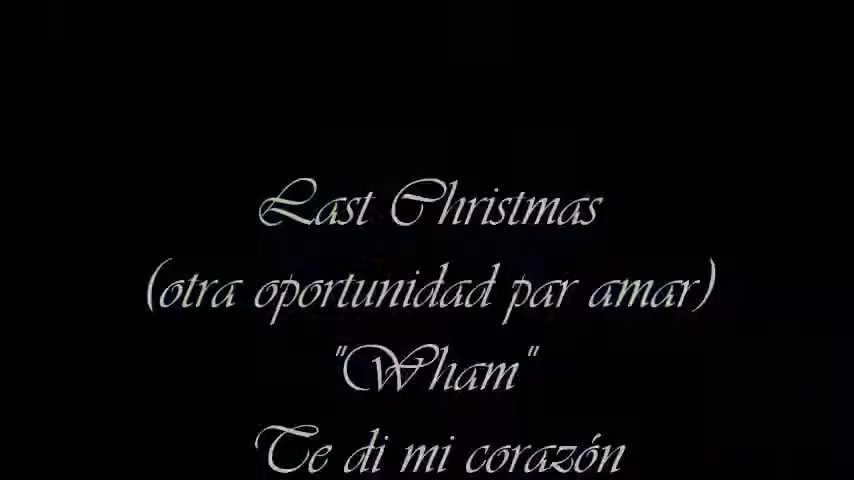 Last Christmas
(otra oportunidad par amar)
"Wham"
Te di mi corazón